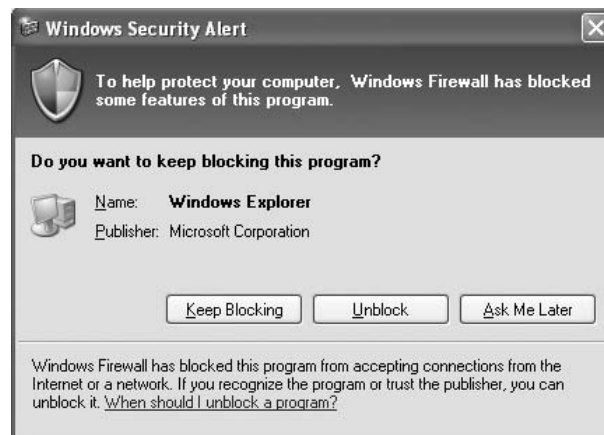 Windows Security Alert
To help protect your computer, Windows Firewall has blocked
some features of this program.
Do you want to keep blocking this program?
Name: Windows Explorer
Publisher: Microsoft Corporation
Keep Blocking Unblock Ask Me Later
Windows Firewall has blocked this program from accepting connections from the
Internet or a network. If you recognize the program or trust the publisher, you can
unblock it. When should I unblock a program?